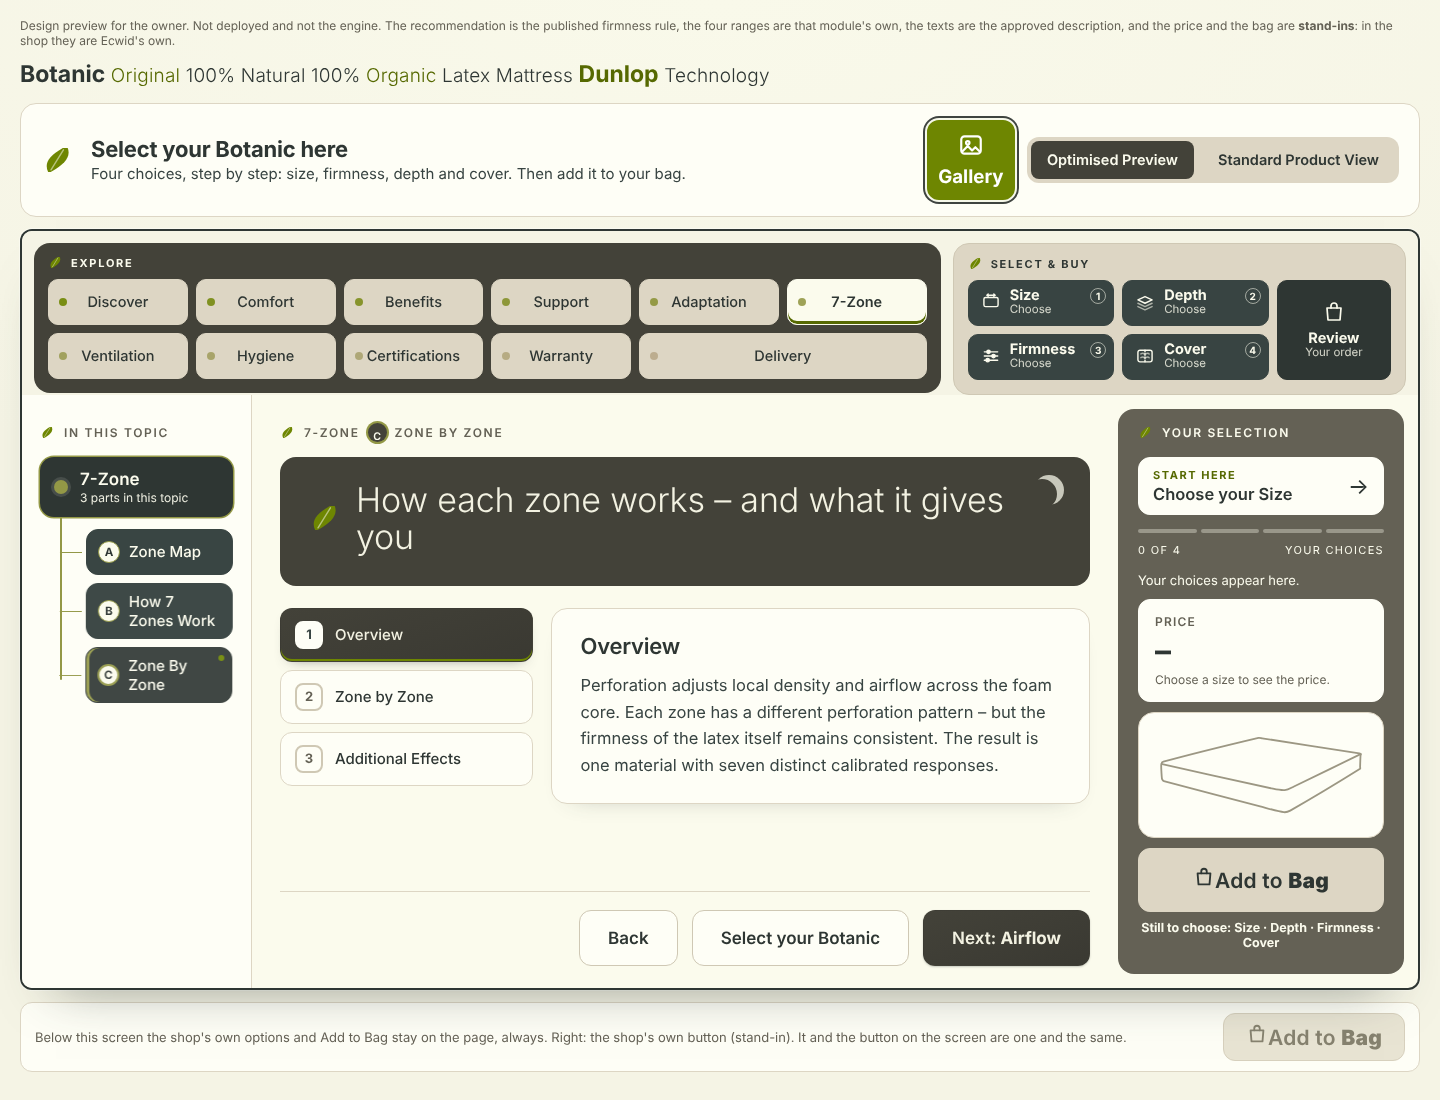 Design preview for the owner. Not deployed and not the engine. The recommendation is the published firmness rule, the four ranges are that module's own, the texts are the approved description, and the price and the bag are stand-ins: in the
shop they are Ecwid's own.
Botanic Original 100% Natural 100% Organic Latex Mattress Dunlop Technology
Select your Botanic here
Four choices, step by step: size, firmness, depth and cover. Then add it to your bag.
Gallery
Optimised Preview
Standard Product View
EXPLORE
Discover
Comfort
Benefits
Support
Adaptation
7-Zone
Ventilation
Hygiene
Certifications
Warranty
Delivery
SELECT & BUY
Size
Choose
1
Depth
Choose
2
Firmness
Choose
3
Cover
Choose
4
Review
Your order
IN THIS TOPIC
7-Zone
3 parts in this topic
A Zone Map
B How 7
Zones Work
C Zone By
Zone
7-ZONE C ZONE BY ZONE
How each zone works – and what it gives
you
1 Overview
2 Zone by Zone
3 Additional Effects
Overview
Perforation adjusts local density and airflow across the foam
core. Each zone has a different perforation pattern – but the
firmness of the latex itself remains consistent. The result is
one material with seven distinct calibrated responses.
Back
Select your Botanic
Next: Airflow
YOUR SELECTION
START HERE
Choose your Size
0 OF 4
YOUR CHOICES
Your choices appear here.
PRICE
–
Choose a size to see the price.
Add to Bag
Still to choose: Size · Depth · Firmness ·
Cover
Below this screen the shop's own options and Add to Bag stay on the page, always. Right: the shop's own button (stand-in). It and the button on the screen are one and the same.
Add to Bag